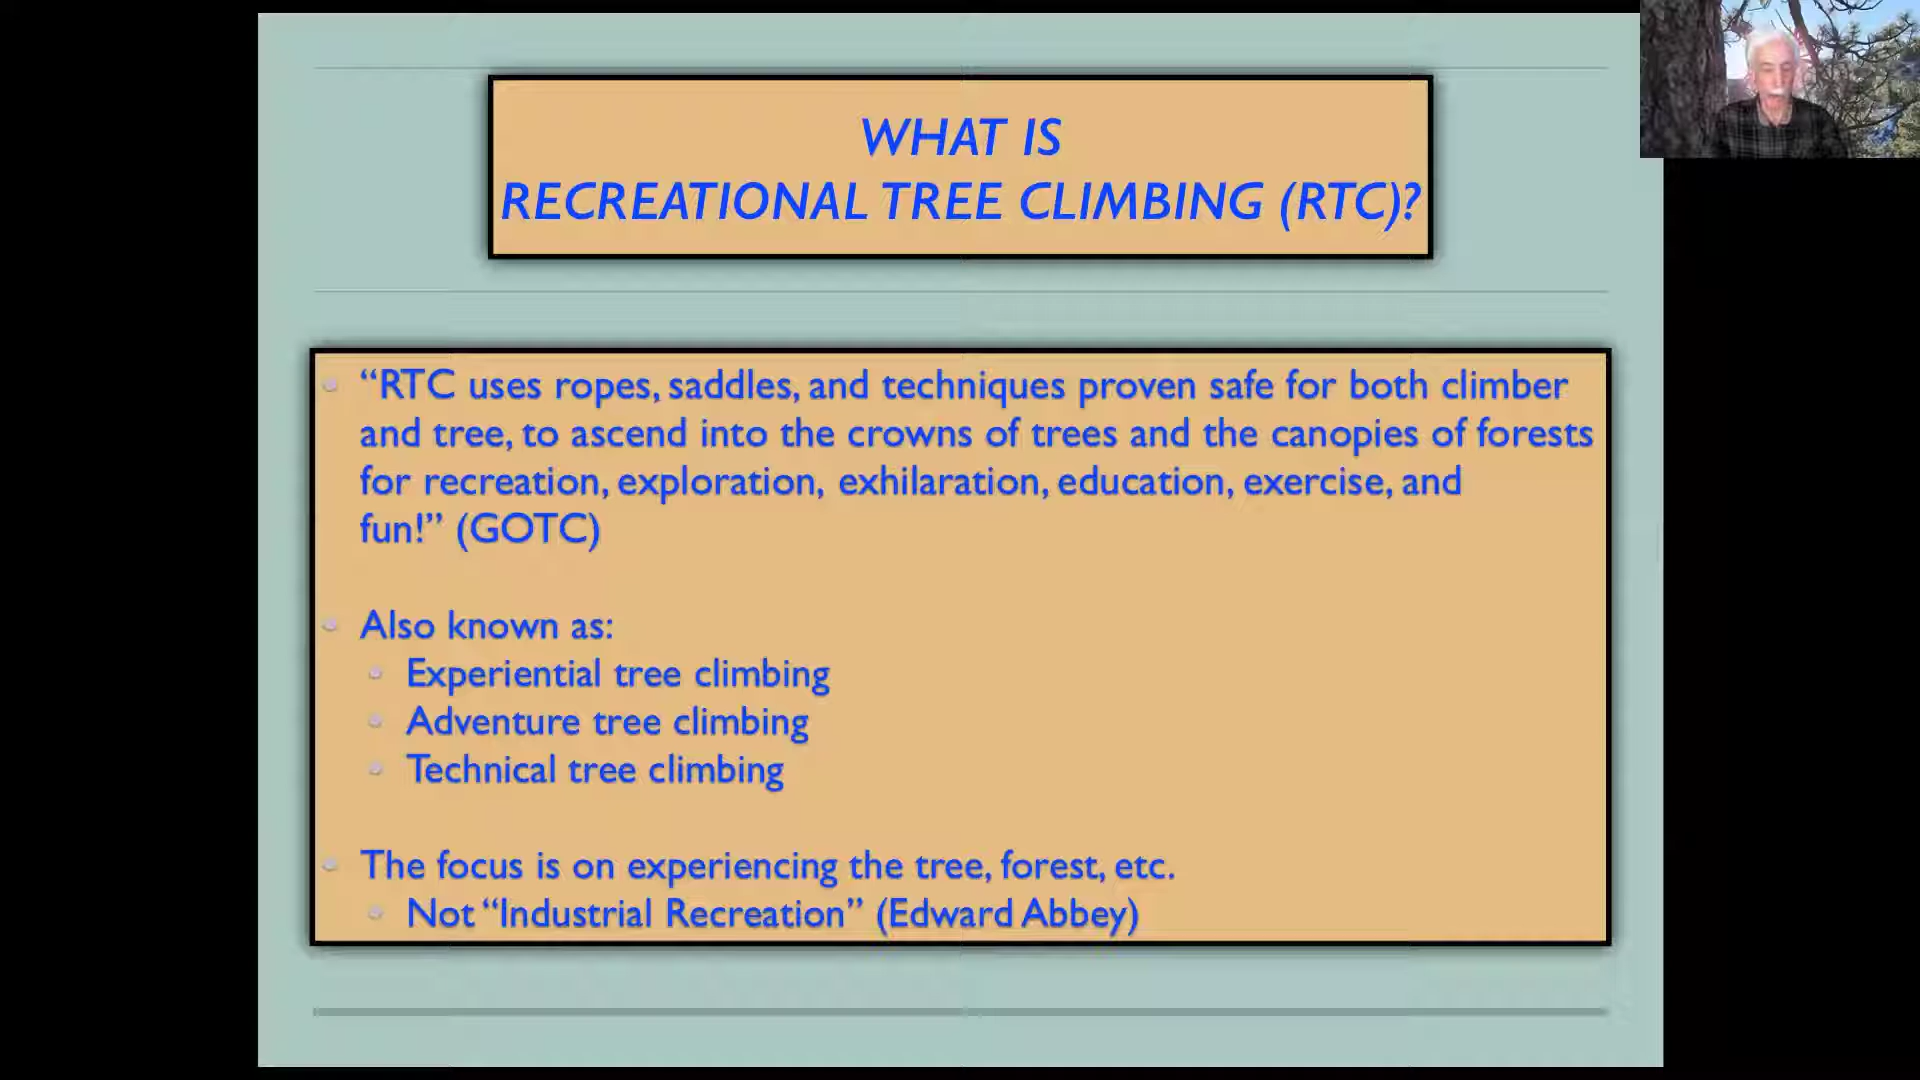 WHAT IS
RECREATIONAL TREE CLIMBING (RTC)?
“RTC uses ropes, saddles, and techniques proven safe for both climber
and tree, to ascend into the crowns of trees and the canopies of forests
for recreation, exploration, exhilaration, education, exercise, and
fun!” (GOTC)
Also known as:
Experiential tree climbing
Adventure tree climbing
Technical tree climbing
The focus is on experiencing the tree, forest, etc.
Not “Industrial Recreation” (Edward Abbey)